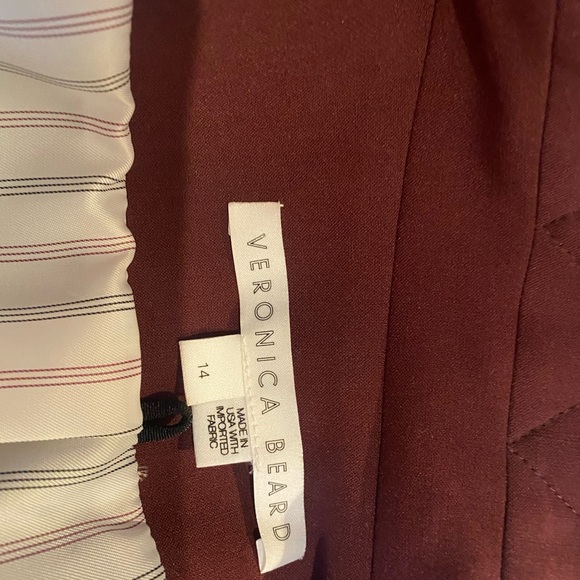 VERONICA BEARD
14
MADE IN
USA WITH
IMPORTED
FABRIC